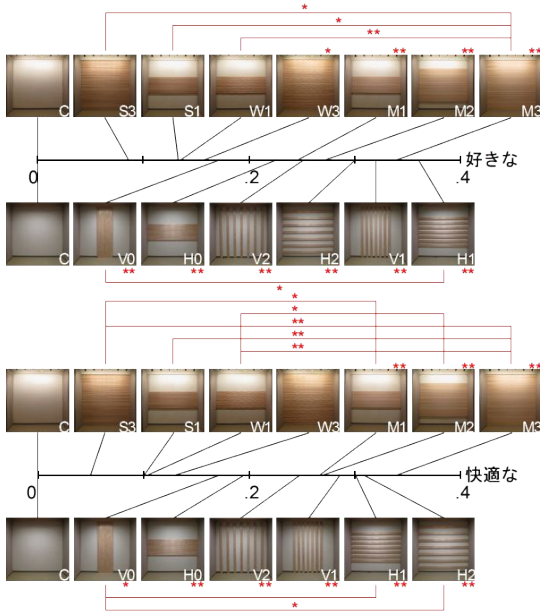 *
*
**
* ** ** **
C S3 S1 W1 W3 M1 M2 M3
0 .2 .4 好きな
C V0 H0 V2 H2 V1 H1
** ** ** ** ** **
*
*
*
**
**
**
** ** **
C S3 S1 W1 W3 M1 M2 M3
0 .2 .4 快適な
C V0 H0 V2 V1 H1 H2
* ** ** ** ** **
**
*